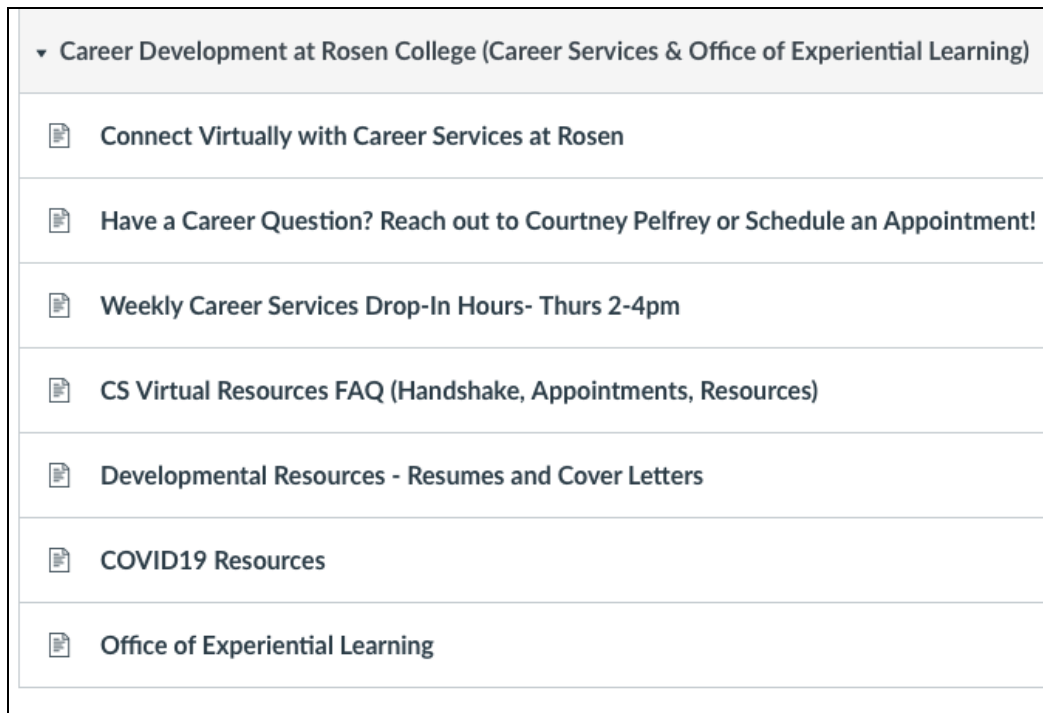 Career Development at Rosen College (Career Services & Office of Experiential Learning)
Connect Virtually with Career Services at Rosen
Have a Career Question? Reach out to Courtney Pelfrey or Schedule an Appointment!
Weekly Career Services Drop-In Hours- Thurs 2-4pm
CS Virtual Resources FAQ (Handshake, Appointments, Resources)
Developmental Resources - Resumes and Cover Letters
COVID19 Resources
Office of Experiential Learning